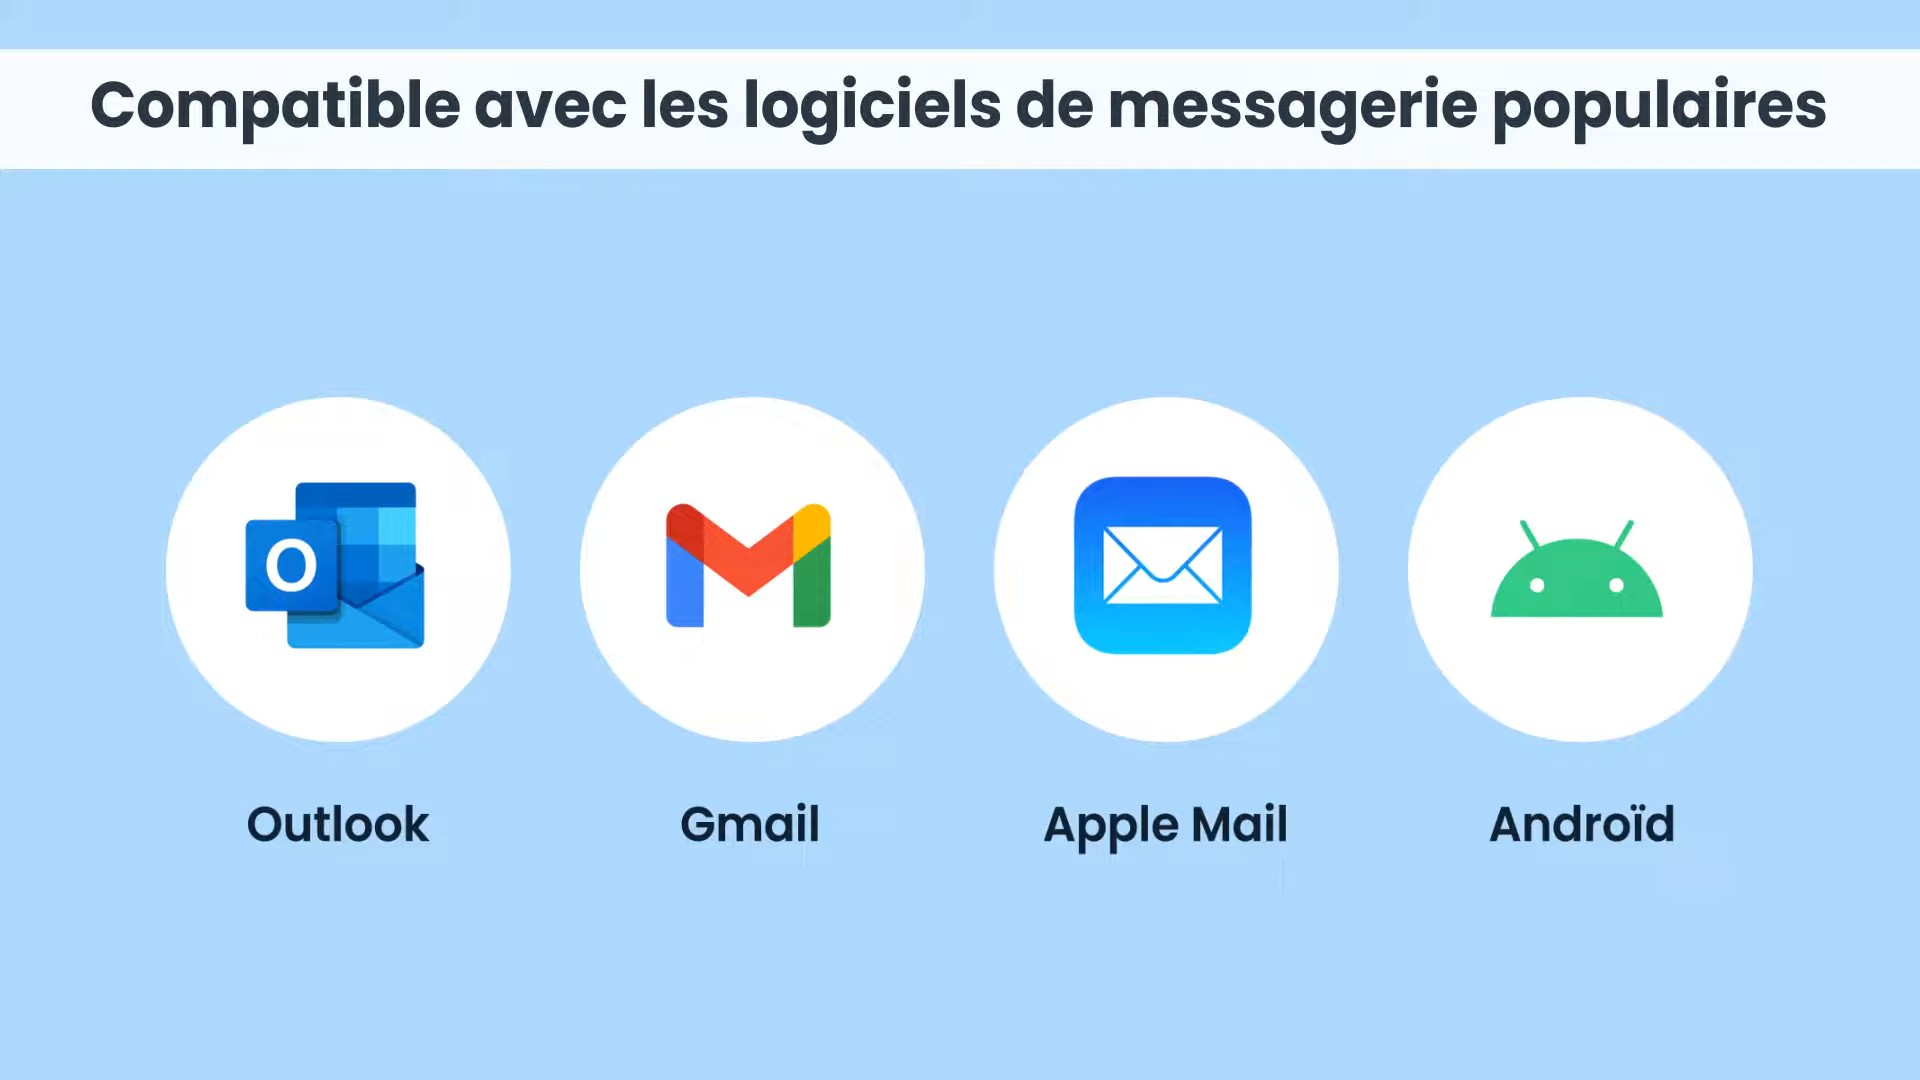 Compatible avec les logiciels de messagerie populaires
O
Outlook
Gmail
Apple Mail
Androïd